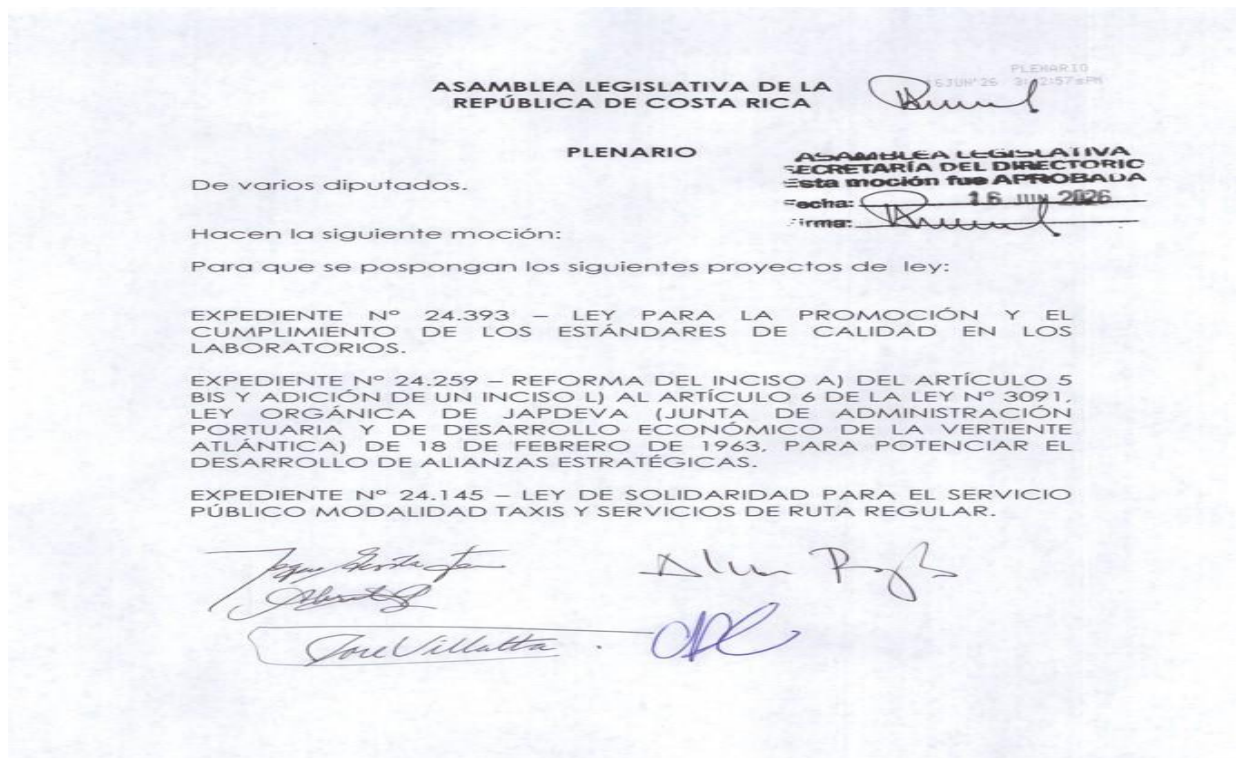 PLENARIO
ASAMBLEA LEGISLATIVA DE LA
REPÚBLICA DE COSTA RICA
PLENARIO
ASAMBLEA LEGISLATIVA
SECRETARÍA DEL DIRECTORIO
Esta moción fue APROBADA
Fecha: 16 JUN 2026
Firma:
De varios diputados.
Hacen la siguiente moción:
Para que se pospongan los siguientes proyectos de ley:
EXPEDIENTE Nº 24.393 – LEY PARA LA PROMOCIÓN Y EL
CUMPLIMIENTO DE LOS ESTÁNDARES DE CALIDAD EN LOS
LABORATORIOS.
EXPEDIENTE Nº 24.259 – REFORMA DEL INCISO A) DEL ARTÍCULO 5
BIS Y ADICIÓN DE UN INCISO L) AL ARTÍCULO 6 DE LA LEY Nº 3091,
LEY ORGÁNICA DE JAPDEVA (JUNTA DE ADMINISTRACIÓN
PORTUARIA Y DE DESARROLLO ECONÓMICO DE LA VERTIENTE
ATLÁNTICA) DE 18 DE FEBRERO DE 1963, PARA POTENCIAR EL
DESARROLLO DE ALIANZAS ESTRATÉGICAS.
EXPEDIENTE Nº 24.145 – LEY DE SOLIDARIDAD PARA EL SERVICIO
PÚBLICO MODALIDAD TAXIS Y SERVICIOS DE RUTA REGULAR.
José Villalta